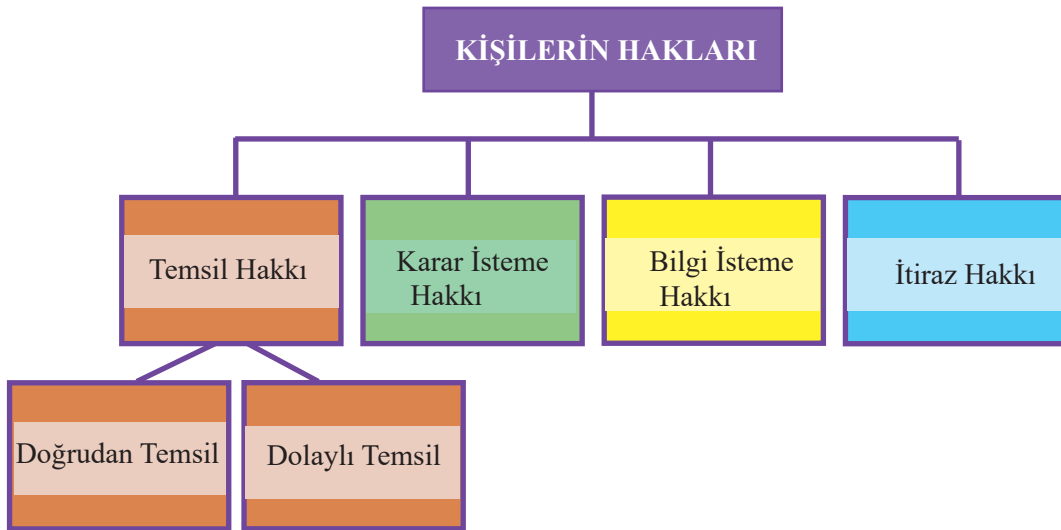 KİŞİLERİN HAKLARI
Temsil Hakkı
Karar İsteme
Hakkı
Bilgi İsteme
Hakkı
İtiraz Hakkı
Doğrudan Temsil
Dolaylı Temsil